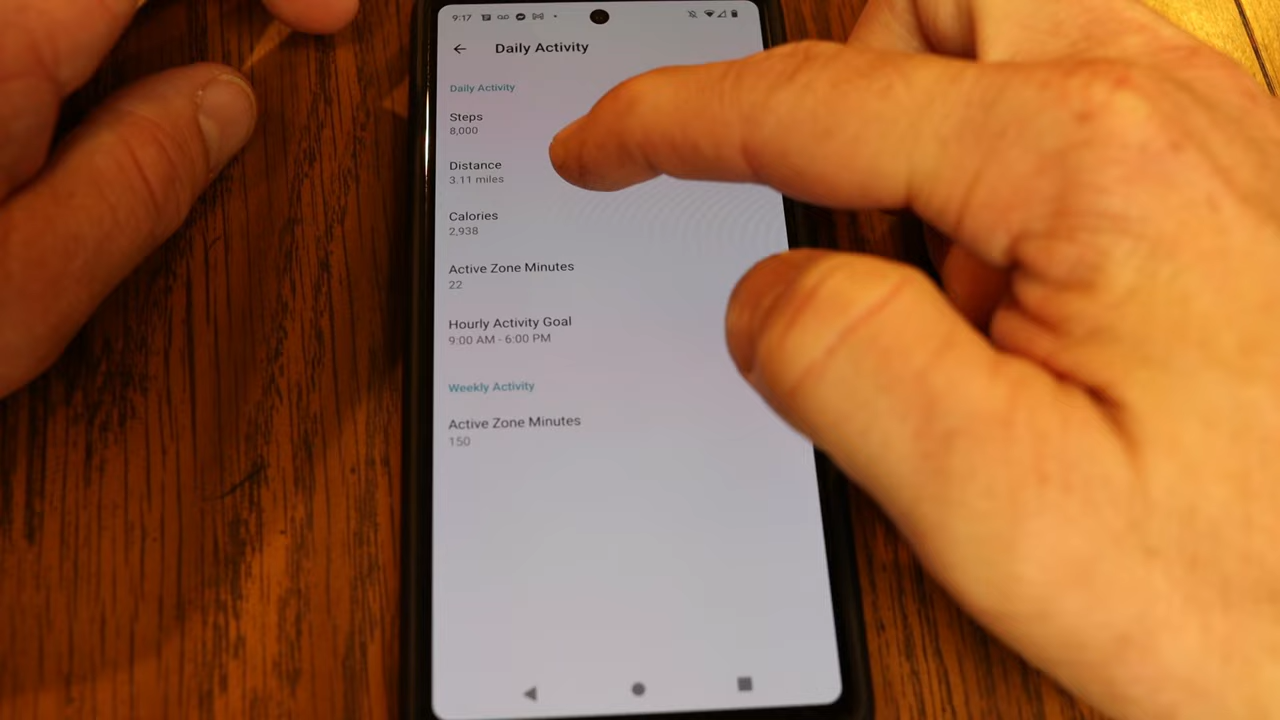 9:17
Daily Activity
Daily Activity
Steps
8,000
Distance
3.11 miles
Calories
2,938
Active Zone Minutes
22
Hourly Activity Goal
9:00 AM - 6:00 PM
Weekly Activity
Active Zone Minutes
150